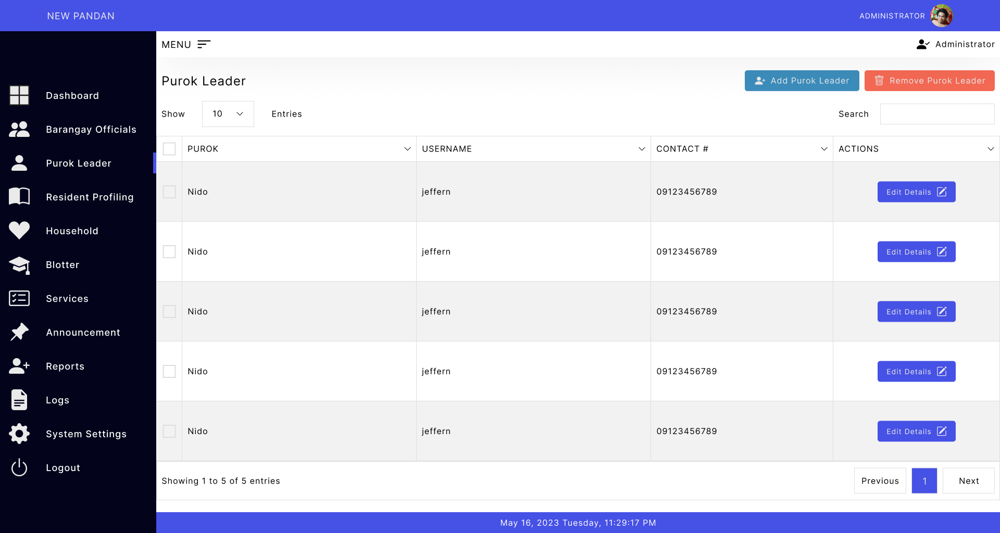 NEW PANDAN
ADMINISTRATOR
MENU
Administrator
Dashboard
Barangay Officials
Purok Leader
Resident Profiling
Household
Blotter
Services
Announcement
Reports
Logs
System Settings
Logout
Purok Leader
Add Purok Leader
Remove Purok Leader
Show 10 Entries
Search
PUROK USERNAME CONTACT # ACTIONS
Nido jeffern 09123456789 Edit Details
Nido jeffern 09123456789 Edit Details
Nido jeffern 09123456789 Edit Details
Nido jeffern 09123456789 Edit Details
Nido jeffern 09123456789 Edit Details
Showing 1 to 5 of 5 entries
Previous 1 Next
May 16, 2023 Tuesday, 11:29:17 PM